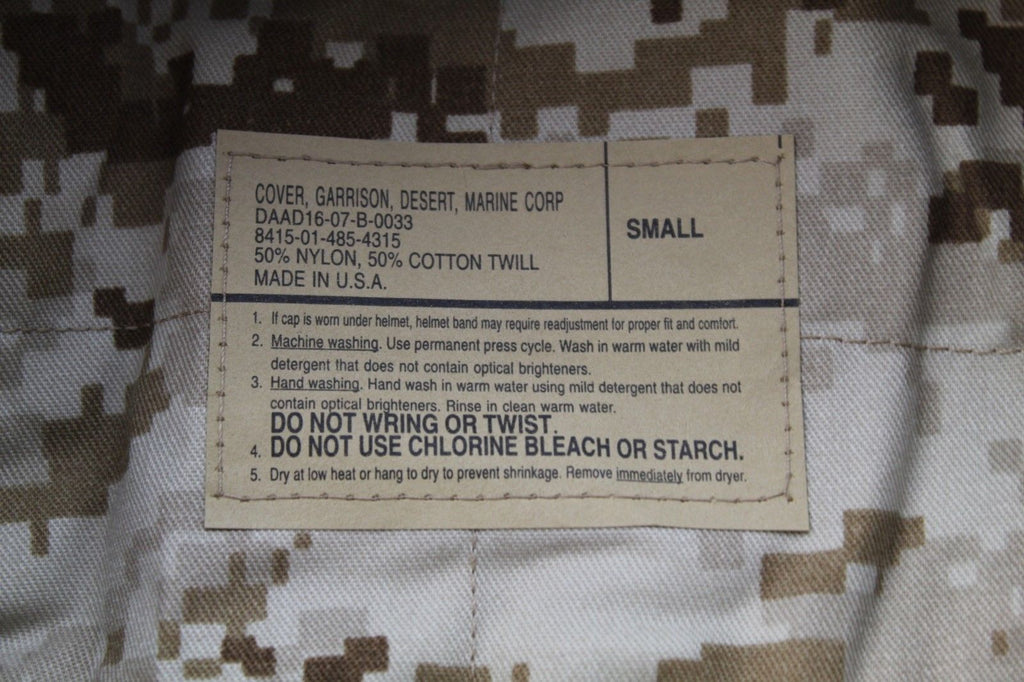 COVER, GARRISON, DESERT, MARINE CORP
DAAD16-07-B-0033
8415-01-485-4315
50% NYLON, 50% COTTON TWILL
MADE IN U.S.A.
SMALL
1. If cap is worn under helmet, helmet band may require readjustment for proper fit and comfort.
2. Machine washing. Use permanent press cycle. Wash in warm water with mild
detergent that does not contain optical brighteners.
3. Hand washing. Hand wash in warm water using mild detergent that does not
contain optical brighteners. Rinse in clean warm water.
DO NOT WRING OR TWIST.
4. DO NOT USE CHLORINE BLEACH OR STARCH.
5. Dry at low heat or hang to dry to prevent shrinkage. Remove immediately from dryer.